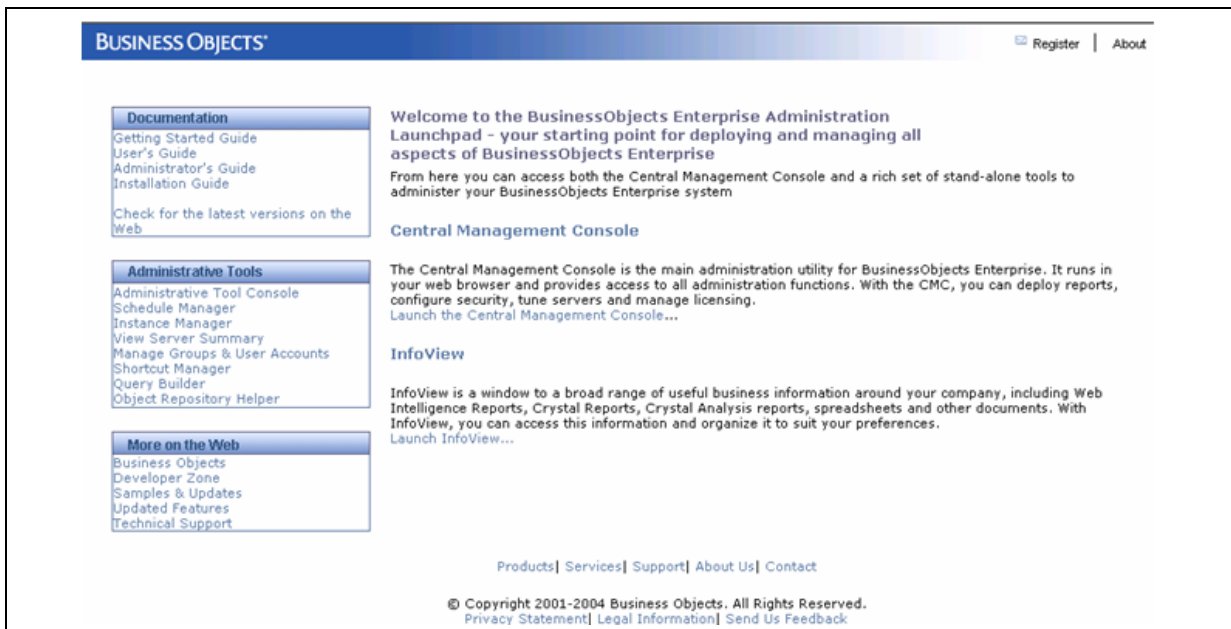 BUSINESS OBJECTS
Register | About
Documentation
Getting Started Guide
User's Guide
Administrator's Guide
Installation Guide
Check for the latest versions on the
Web
Administrative Tools
Administrative Tool Console
Schedule Manager
Instance Manager
View Server Summary
Manage Groups & User Accounts
Shortcut Manager
Query Builder
Object Repository Helper
More on the Web
Business Objects
Developer Zone
Samples & Updates
Updated Features
Technical Support
Welcome to the BusinessObjects Enterprise Administration
Launchpad - your starting point for deploying and managing all
aspects of BusinessObjects Enterprise
From here you can access both the Central Management Console and a rich set of stand-alone tools to
administer your BusinessObjects Enterprise system
Central Management Console
The Central Management Console is the main administration utility for BusinessObjects Enterprise. It runs in
your web browser and provides access to all administration functions. With the CMC, you can deploy reports,
configure security, tune servers and manage licensing.
Launch the Central Management Console...
InfoView
InfoView is a window to a broad range of useful business information around your company, including Web
Intelligence Reports, Crystal Reports, Crystal Analysis reports, spreadsheets and other documents. With
InfoView, you can access this information and organize it to suit your preferences.
Launch InfoView...
Products| Services| Support| About Us| Contact
© Copyright 2001-2004 Business Objects. All Rights Reserved.
Privacy Statement| Legal Information| Send Us Feedback